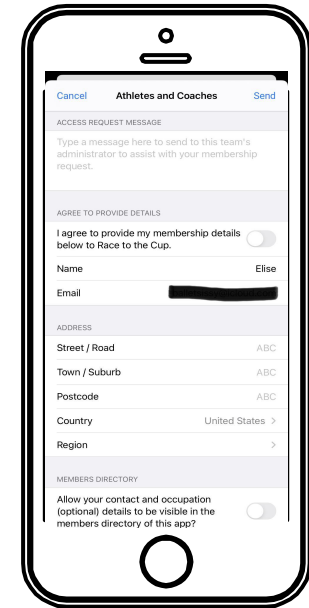 Cancel Athletes and Coaches Send
ACCESS REQUEST MESSAGE
Type a message here to send to this team's
administrator to assist with your membership
request.
AGREE TO PROVIDE DETAILS
I agree to provide my membership details
below to Race to the Cup.
Name Elise
Email
ADDRESS
Street / Road ABC
Town / Suburb ABC
Postcode ABC
Country United States >
Region >
MEMBERS DIRECTORY
Allow your contact and occupation
(optional) details to be visible in the
members directory of this app?